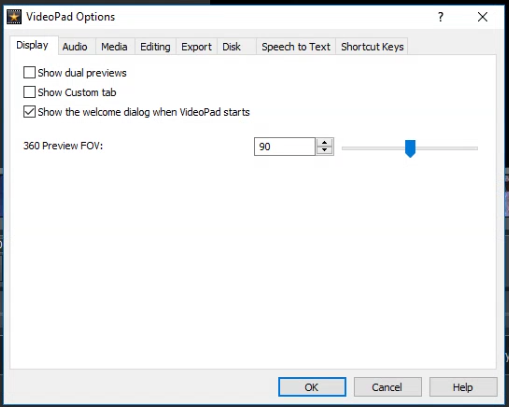 VideoPad Options
Display Audio Media Editing Export Disk Speech to Text Shortcut Keys
Show dual previews
Show Custom tab
Show the welcome dialog when VideoPad starts
360 Preview FOV: 90
OK Cancel Help